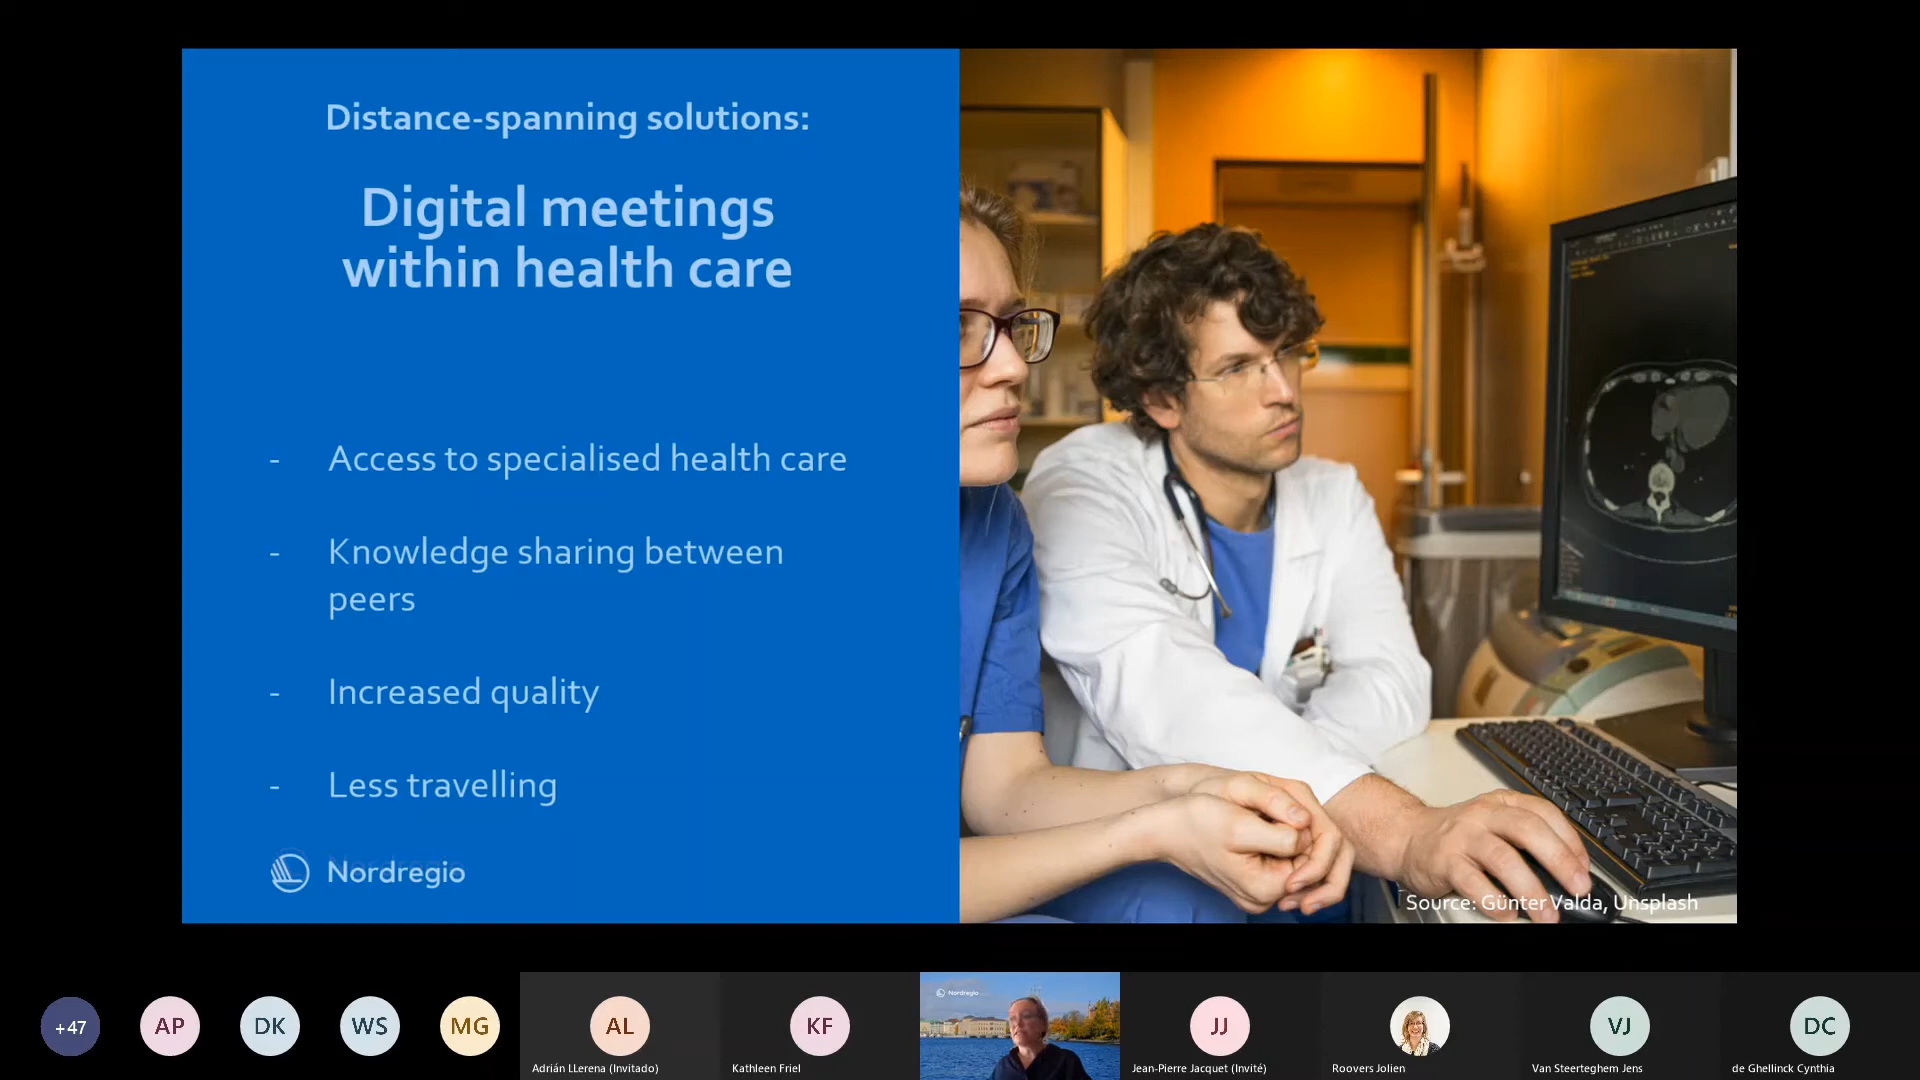 Distance-spanning solutions:
Digital meetings
within health care
- Access to specialised health care
- Knowledge sharing between
peers
- Increased quality
- Less travelling
Nordregio
Source: Günter Valda, Unsplash
+47
AP
DK
WS
MG
AL
Adrián LLerena (Invitado)
KF
Kathleen Friel
Nordregio
JJ
Jean-Pierre Jacquet (Invité)
Roovers Jolien
VJ
Van Steerteghem Jens
DC
de Ghellinck Cynthia